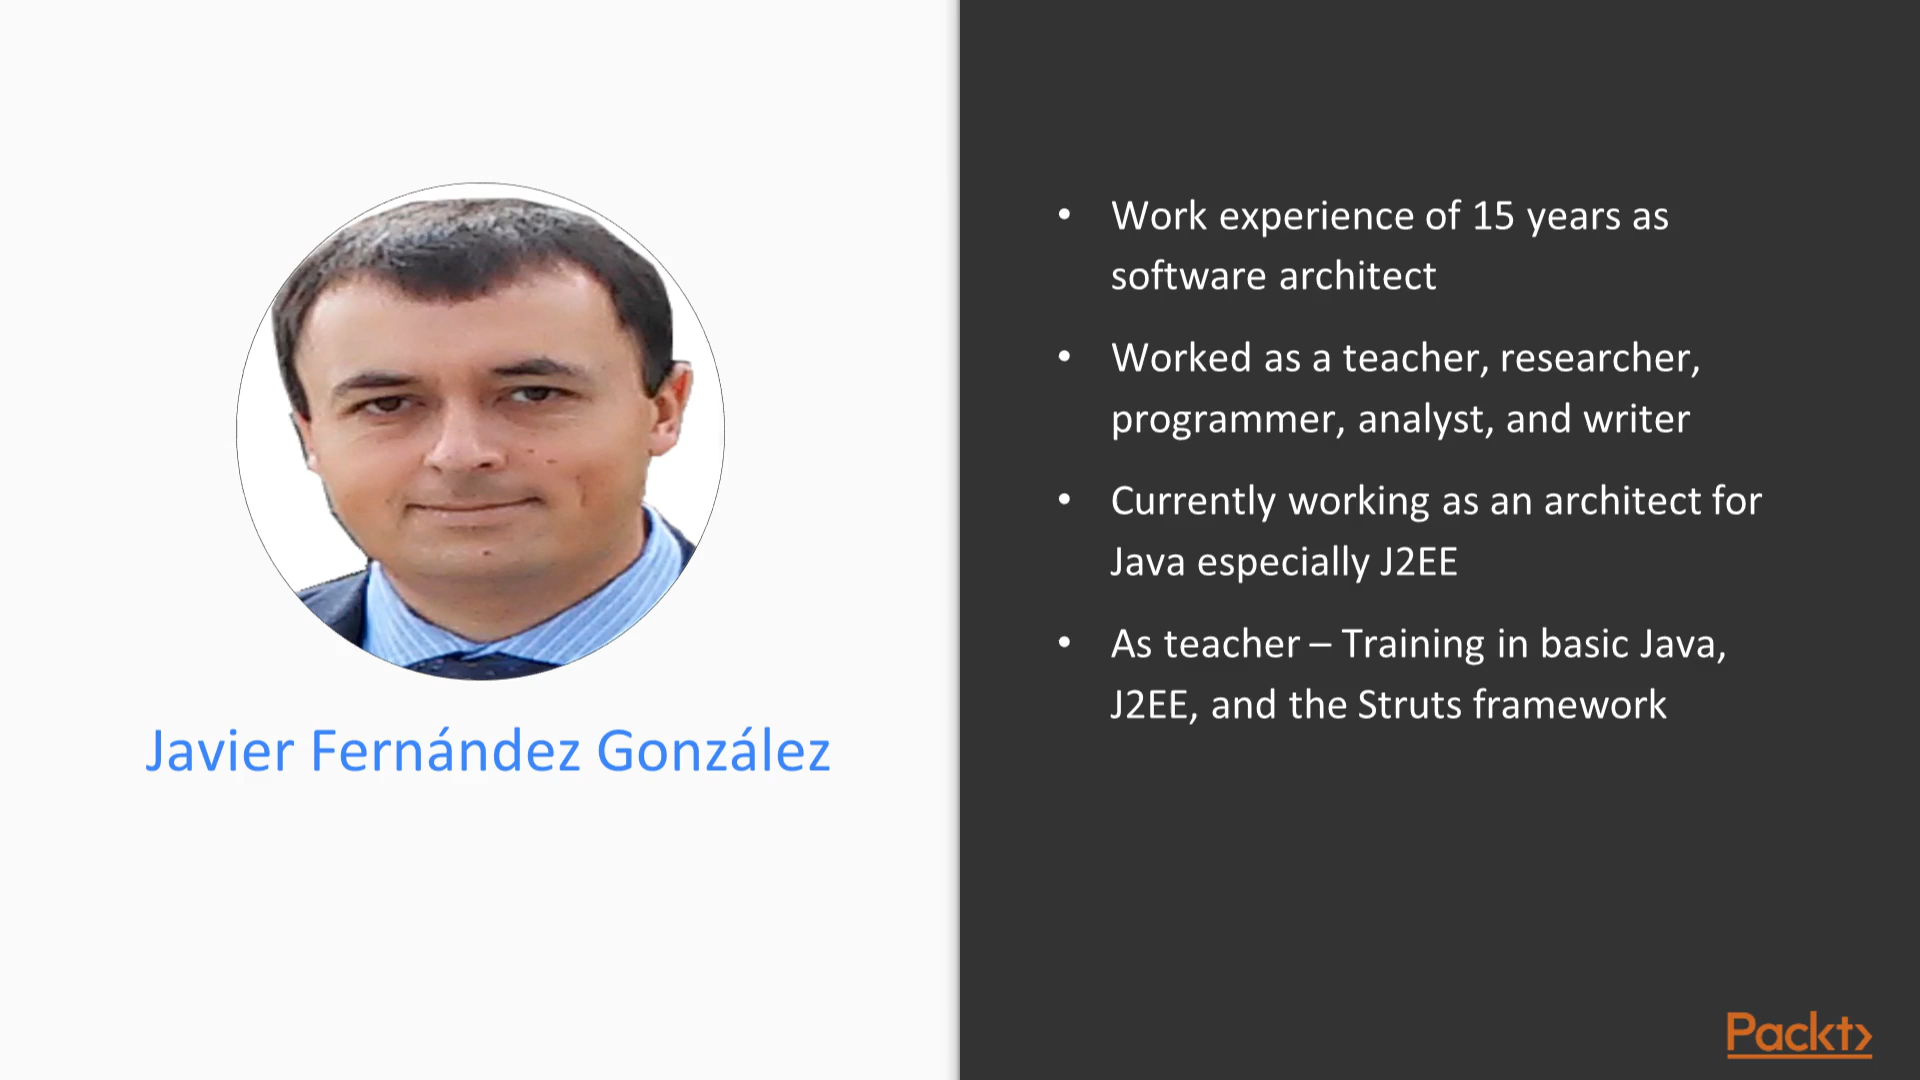 Javier Fernández González
• Work experience of 15 years as
software architect
• Worked as a teacher, researcher,
programmer, analyst, and writer
• Currently working as an architect for
Java especially J2EE
• As teacher – Training in basic Java,
J2EE, and the Struts framework
Packt>